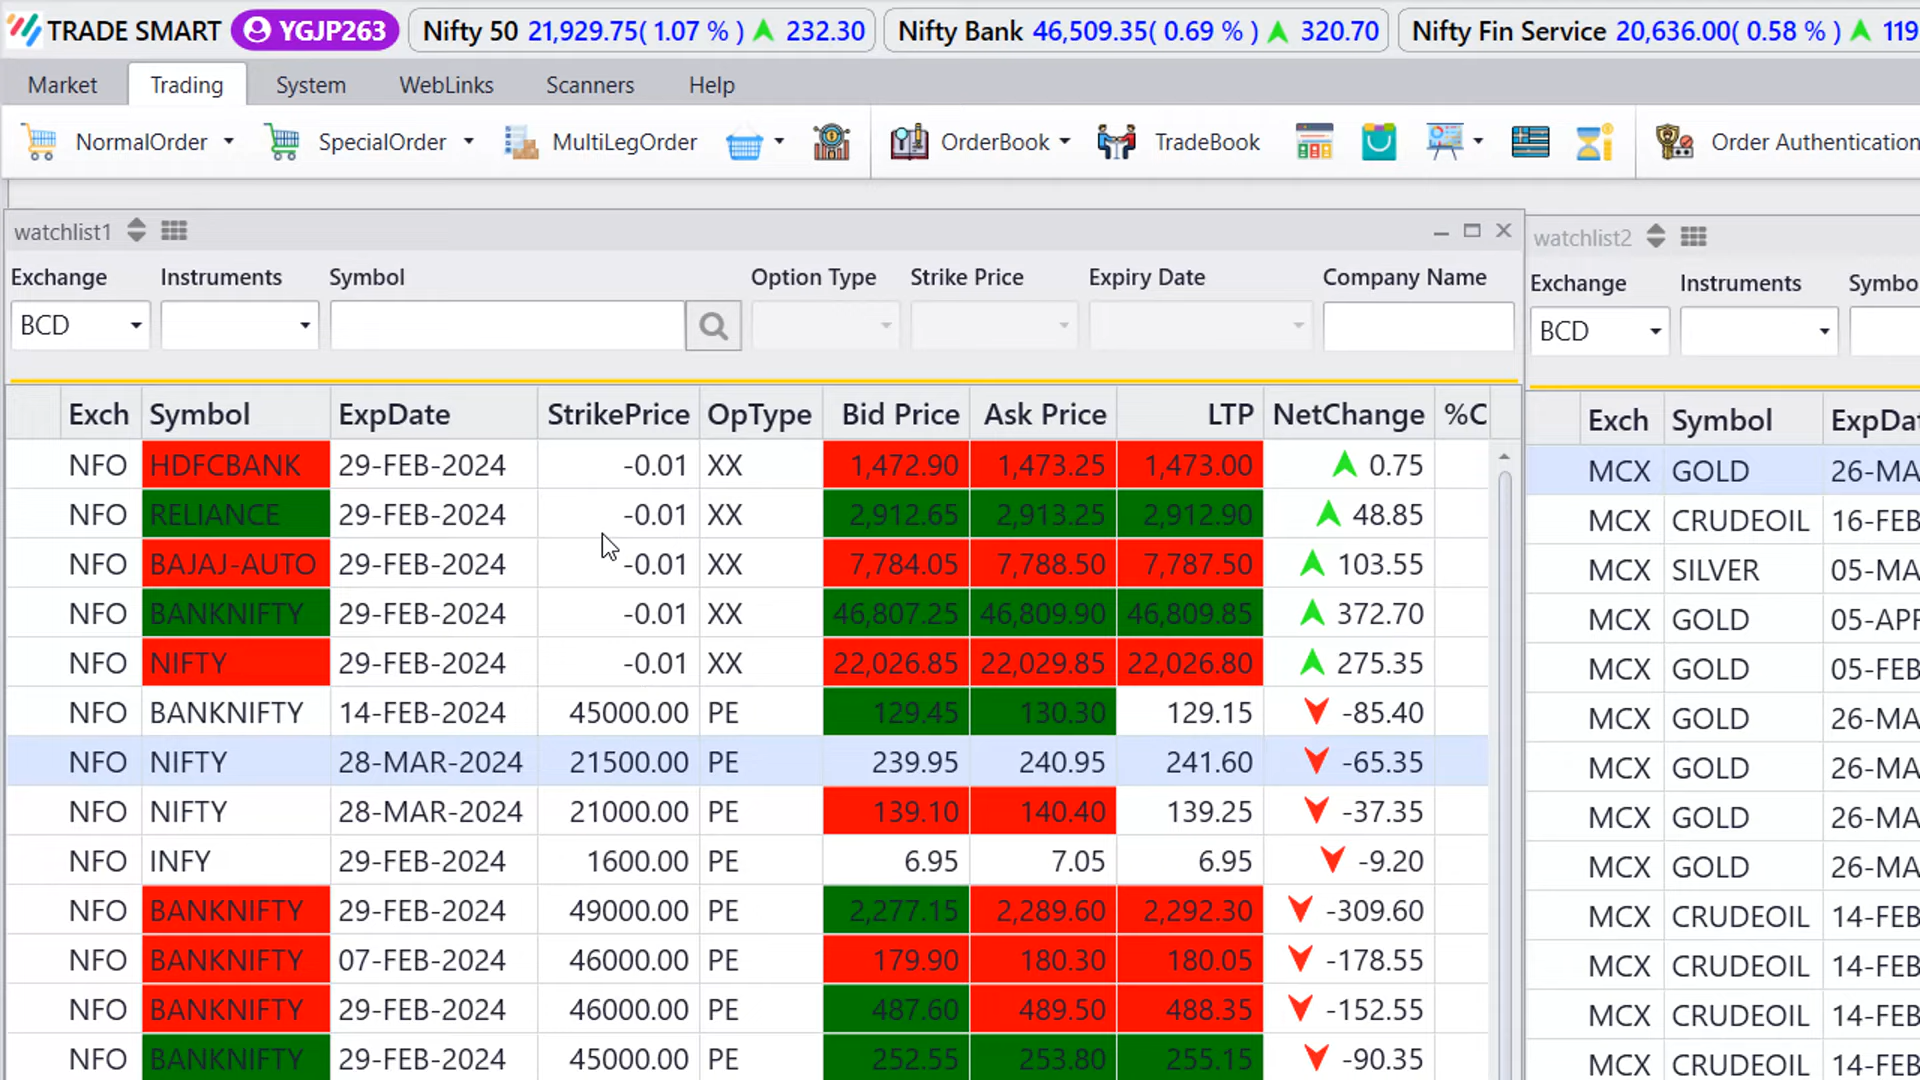 TRADE SMART YGJP263 Nifty 50 21,929.75( 1.07 % ) 232.30 Nifty Bank 46,509.35( 0.69 % ) 320.70 Nifty Fin Service 20,636.00( 0.58 % ) 119
Market Trading System WebLinks Scanners Help
NormalOrder SpecialOrder MultiLegOrder OrderBook TradeBook Order Authentication
watchlist1
Exchange Instruments Symbol Option Type Strike Price Expiry Date Company Name
BCD
Exch Symbol ExpDate StrikePrice OpType Bid Price Ask Price LTP NetChange %C
NFO HDFCBANK 29-FEB-2024 -0.01 XX 1,472.90 1,473.25 1,473.00 0.75
NFO RELIANCE 29-FEB-2024 -0.01 XX 2,912.65 2,913.25 2,912.90 48.85
NFO BAJAJ-AUTO 29-FEB-2024 -0.01 XX 7,784.05 7,788.50 7,787.50 103.55
NFO BANKNIFTY 29-FEB-2024 -0.01 XX 46,807.25 46,809.90 46,809.85 372.70
NFO NIFTY 29-FEB-2024 -0.01 XX 22,026.85 22,029.85 22,026.80 275.35
NFO BANKNIFTY 14-FEB-2024 45000.00 PE 129.45 130.30 129.15 -85.40
NFO NIFTY 28-MAR-2024 21500.00 PE 239.95 240.95 241.60 -65.35
NFO NIFTY 28-MAR-2024 21000.00 PE 139.10 140.40 139.25 -37.35
NFO INFY 29-FEB-2024 1600.00 PE 6.95 7.05 6.95 -9.20
NFO BANKNIFTY 29-FEB-2024 49000.00 PE 2,277.15 2,289.60 2,292.30 -309.60
NFO BANKNIFTY 07-FEB-2024 46000.00 PE 179.90 180.30 180.05 -178.55
NFO BANKNIFTY 29-FEB-2024 46000.00 PE 487.60 489.50 488.35 -152.55
NFO BANKNIFTY 29-FEB-2024 45000.00 PE 252.55 253.80 255.15 -90.35
watchlist2
Exchange Instruments Symbo
BCD
Exch Symbol ExpDat
MCX GOLD 26-MA
MCX CRUDEOIL 16-FEB
MCX SILVER 05-MA
MCX GOLD 05-APF
MCX GOLD 05-FEB
MCX GOLD 26-MA
MCX GOLD 26-MA
MCX GOLD 26-MA
MCX GOLD 26-MA
MCX CRUDEOIL 14-FEB
MCX CRUDEOIL 14-FEB
MCX CRUDEOIL 14-FEB
MCX CRUDEOIL 14-FEB